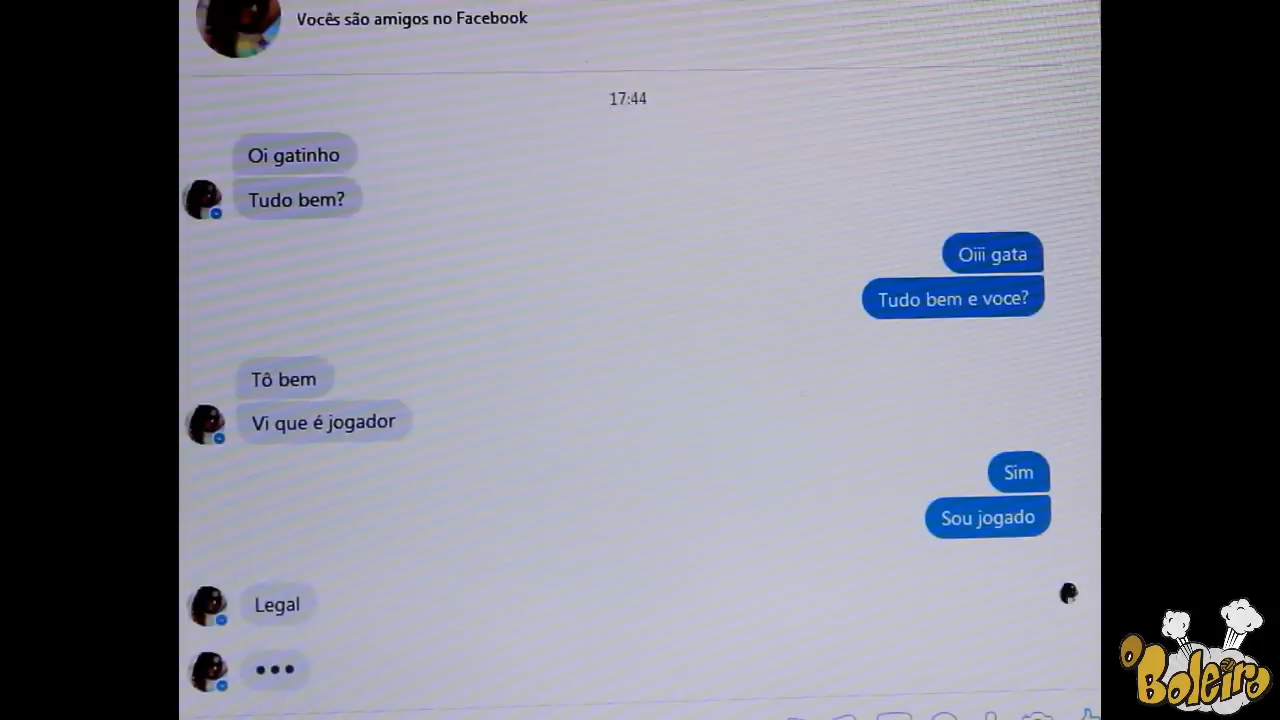 Vocês são amigos no Facebook
17:44
Oi gatinho
Tudo bem?
Oiii gata
Tudo bem e voce?
Tô bem
Vi que é jogador
Sim
Sou jogado
Legal
O Boleiro